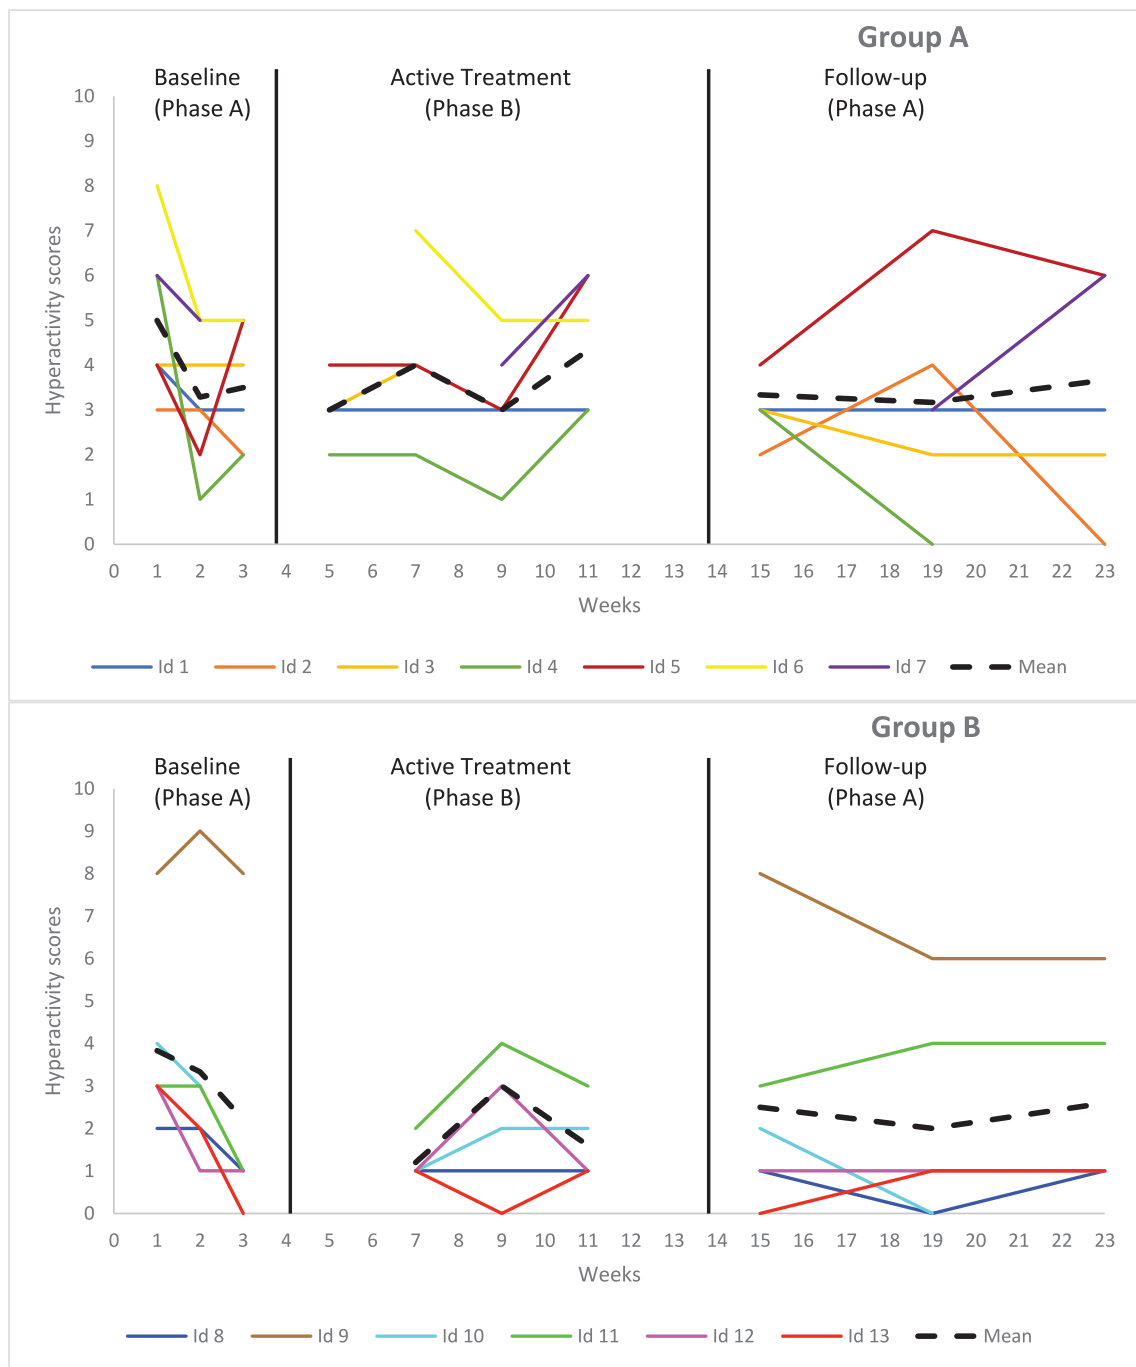 Group A
Baseline
(Phase A)
Active Treatment
(Phase B)
Follow-up
(Phase A)
10
9
8
7
6
5
4
3
2
1
0
Hyperactivity scores
0 1 2 3 4 5 6 7 8 9 10 11 12 13 14 15 16 17 18 19 20 21 22 23
Weeks
Id 1 Id 2 Id 3 Id 4 Id 5 Id 6 Id 7 Mean
Group B
Baseline
(Phase A)
Active Treatment
(Phase B)
Follow-up
(Phase A)
10
9
8
7
6
5
4
3
2
1
0
Hyperactivity scores
0 1 2 3 4 5 6 7 8 9 10 11 12 13 14 15 16 17 18 19 20 21 22 23
Weeks
Id 8 Id 9 Id 10 Id 11 Id 12 Id 13 Mean